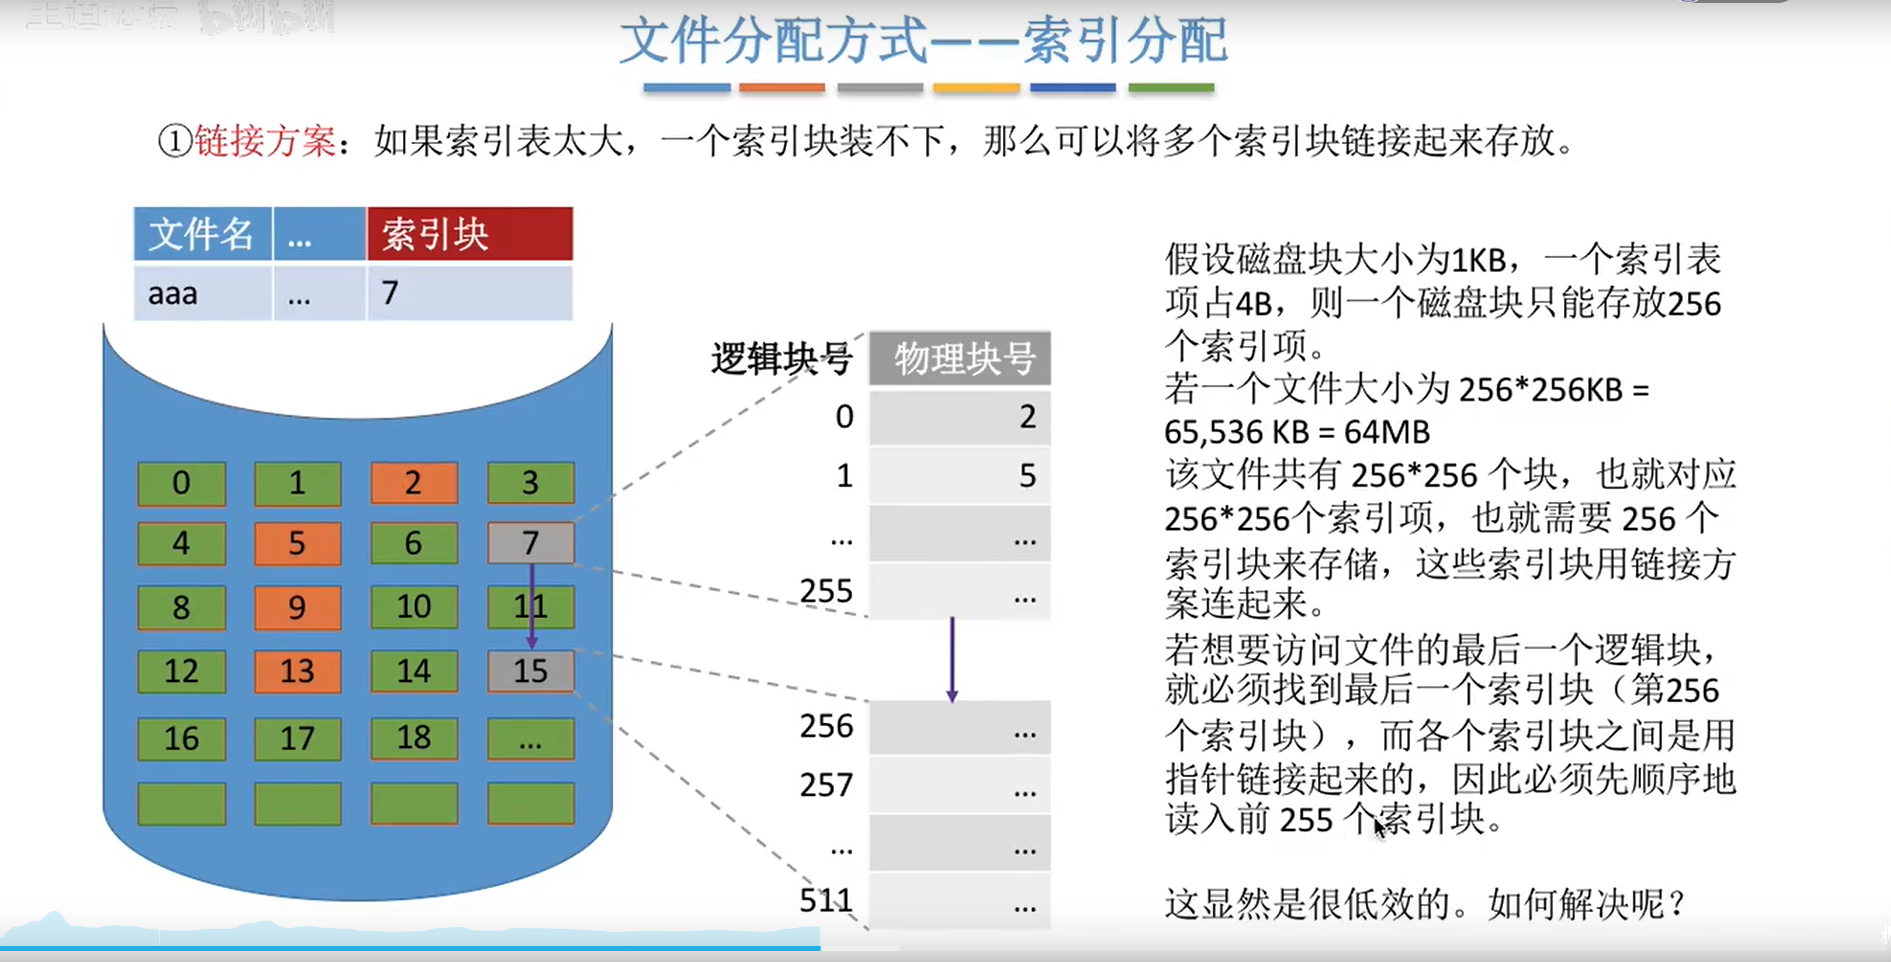 王道论坛 bilibili
文件分配方式——索引分配
①链接方案：如果索引表太大，一个索引块装不下，那么可以将多个索引块链接起来存放。
文件名 ... 索引块
aaa ... 7
0 1 2 3
4 5 6 7
8 9 10 11
12 13 14 15
16 17 18 ...
逻辑块号 物理块号
0 2
1 5
... ...
255 ...
256 ...
257 ...
... ...
511 ...
假设磁盘块大小为1KB，一个索引表
项占4B，则一个磁盘块只能存放256
个索引项。
若一个文件大小为 256*256KB =
65,536 KB = 64MB
该文件共有 256*256 个块，也就对应
256*256个索引项，也就需要 256 个
索引块来存储，这些索引块用链接方
案连起来。
若想要访问文件的最后一个逻辑块，
就必须找到最后一个索引块（第256
个索引块），而各个索引块之间是用
指针链接起来的，因此必须先顺序地
读入前 255 个索引块。
这显然是很低效的。如何解决呢？